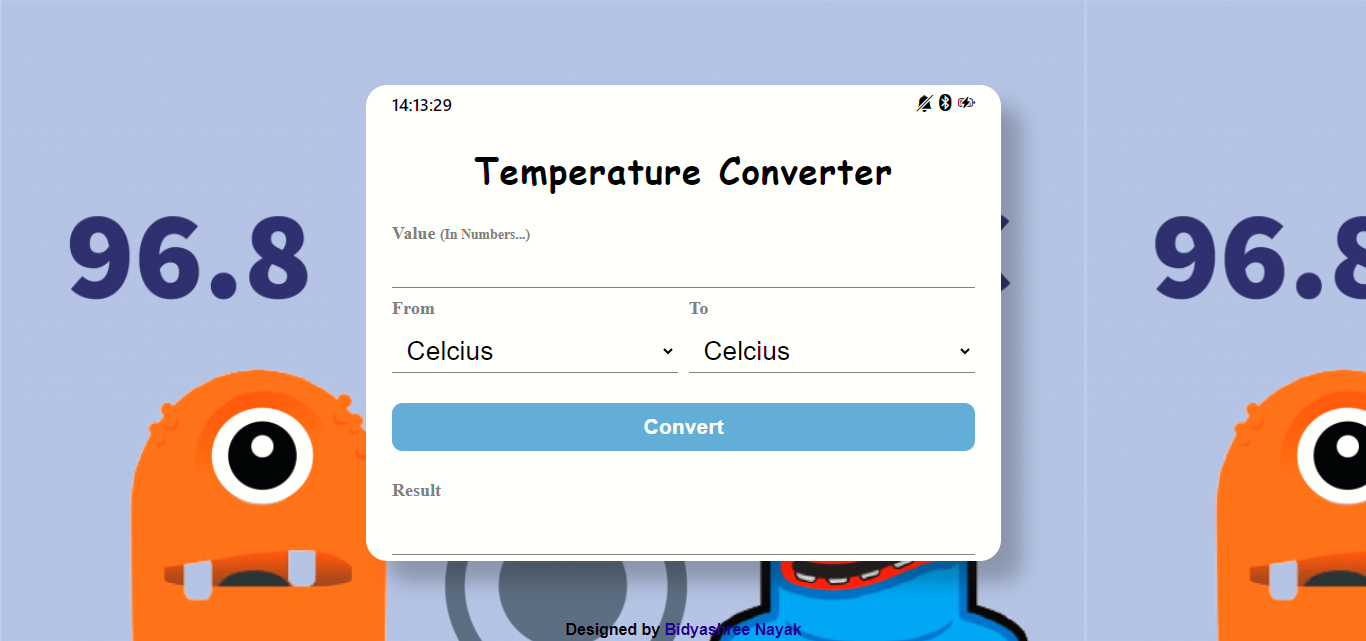 14:13:29
Temperature Converter
96.8
96.8
Value (In Numbers...)
From To
Celcius Celcius
Convert
Result
Designed by Bidyashree Nayak